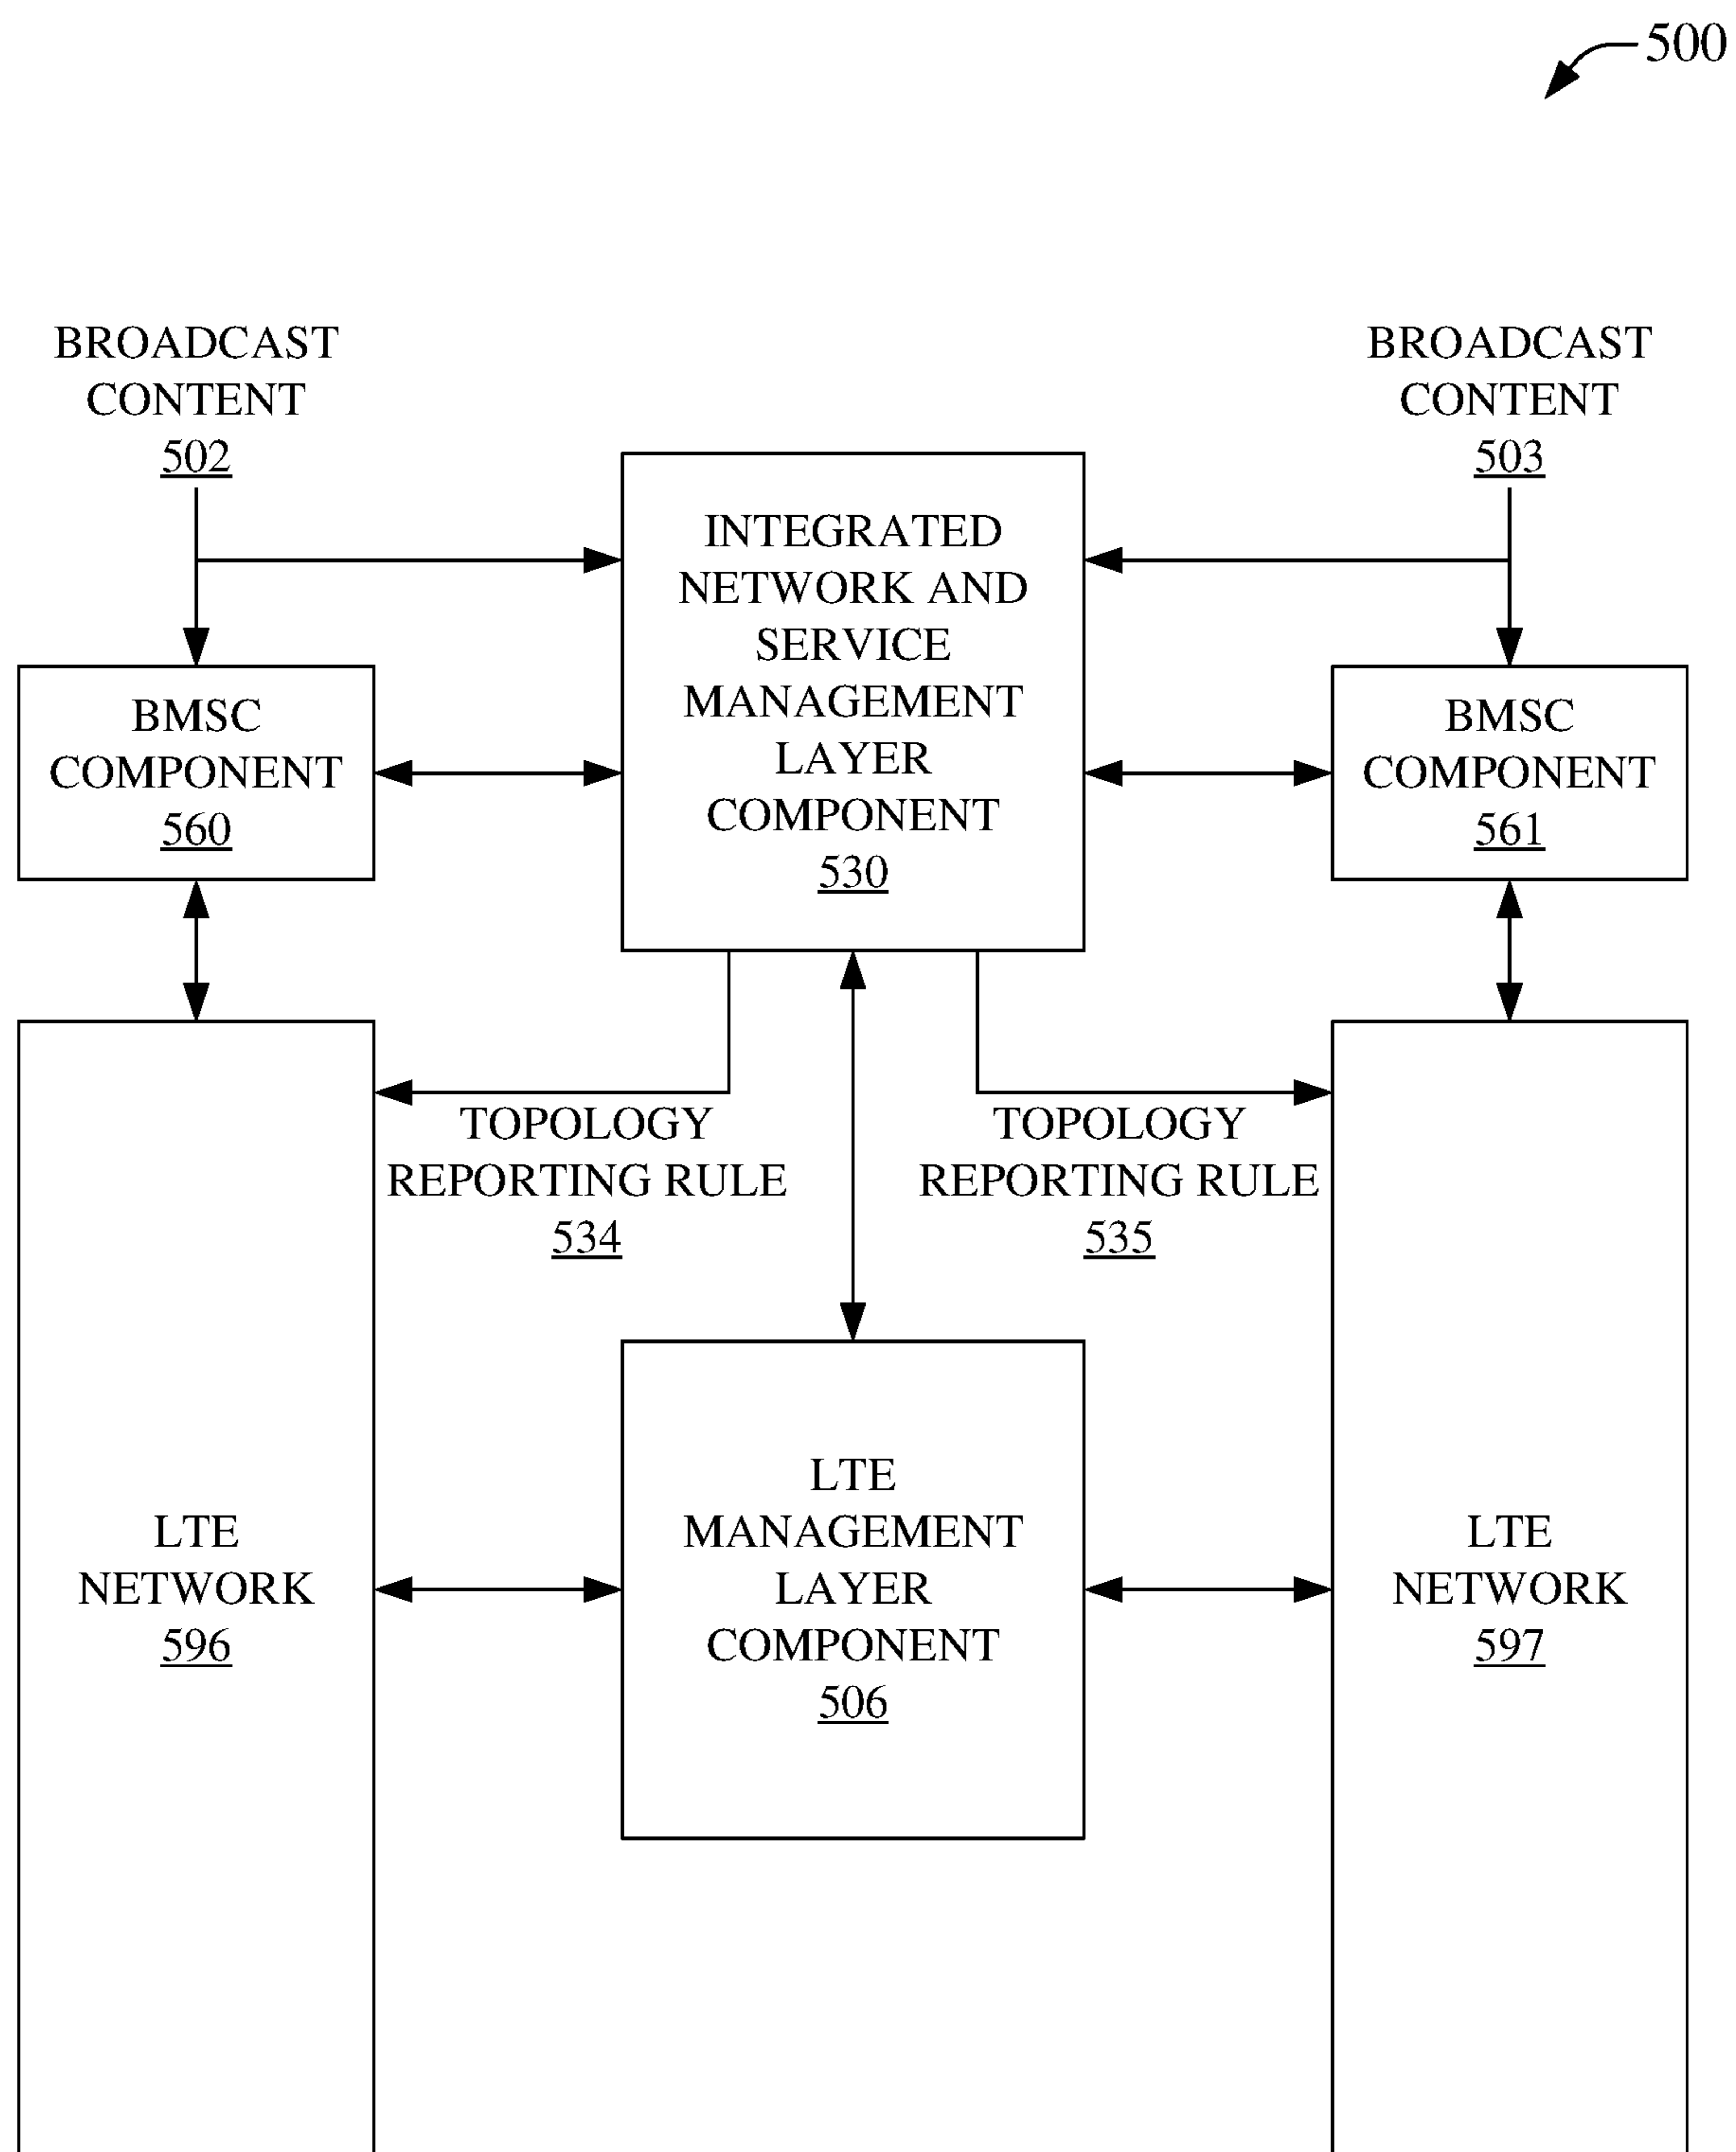 500
BROADCAST
CONTENT
502
BROADCAST
CONTENT
503
INTEGRATED
NETWORK AND
SERVICE
MANAGEMENT
LAYER
COMPONENT
530
BMSC
COMPONENT
560
BMSC
COMPONENT
561
TOPOLOGY
REPORTING RULE
534
TOPOLOGY
REPORTING RULE
535
LTE
NETWORK
596
LTE
MANAGEMENT
LAYER
COMPONENT
506
LTE
NETWORK
597